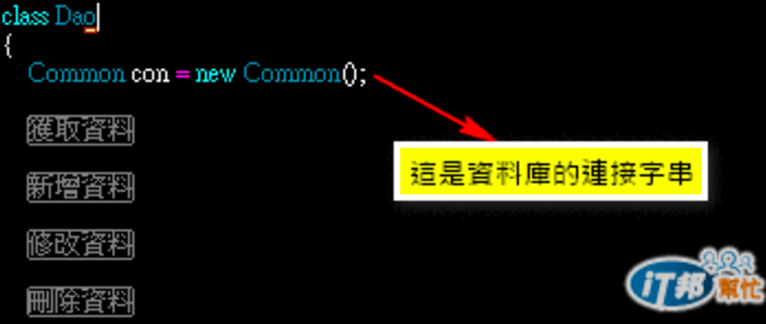 class Dao
{
Common con = new Common();
獲取資料
這是資料庫的連接字串
新增資料
修改資料
刪除資料
iT邦幫忙